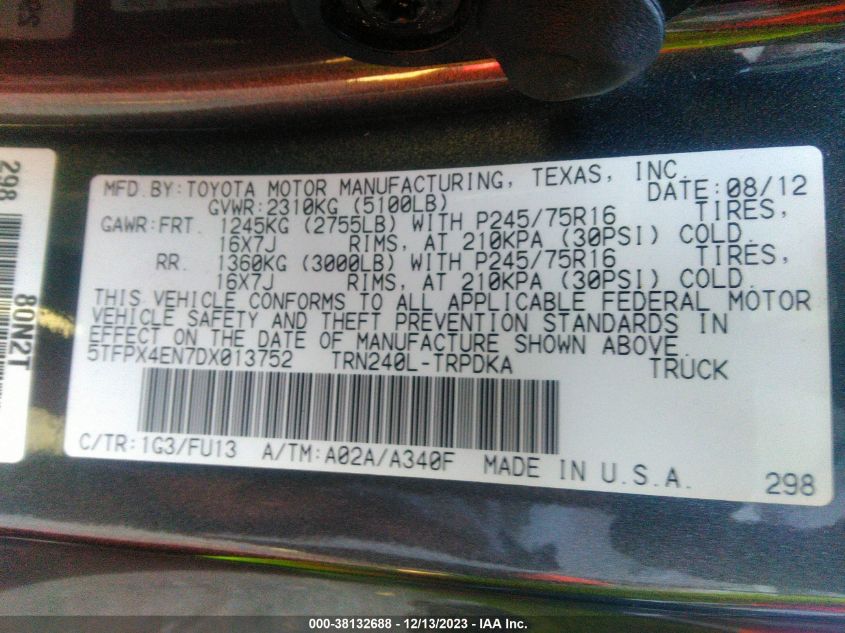 MFD.BY:TOYOTA MOTOR MANUFACTURING, TEXAS, INC.
GVWR:2310KG (5100LB) DATE:08/12
GAWR:FRT. 1245KG (2755LB) WITH P245/75R16 TIRES,
16X7J RIMS, AT 210KPA (30PSI) COLD.
RR. 1360KG (3000LB) WITH P245/75R16 TIRES,
16X7J RIMS, AT 210KPA (30PSI) COLD.
THIS VEHICLE CONFORMS TO ALL APPLICABLE FEDERAL MOTOR
VEHICLE SAFETY AND THEFT PREVENTION STANDARDS IN
EFFECT ON THE DATE OF MANUFACTURE SHOWN ABOVE.
5TFPX4EN7DX013752 TRN240L-TRPDKA TRUCK
C/TR:1G3/FU13 A/TM:A02A/A340F MADE IN U.S.A. 298
298
80N2T
000-38132688 - 12/13/2023 - IAA Inc.